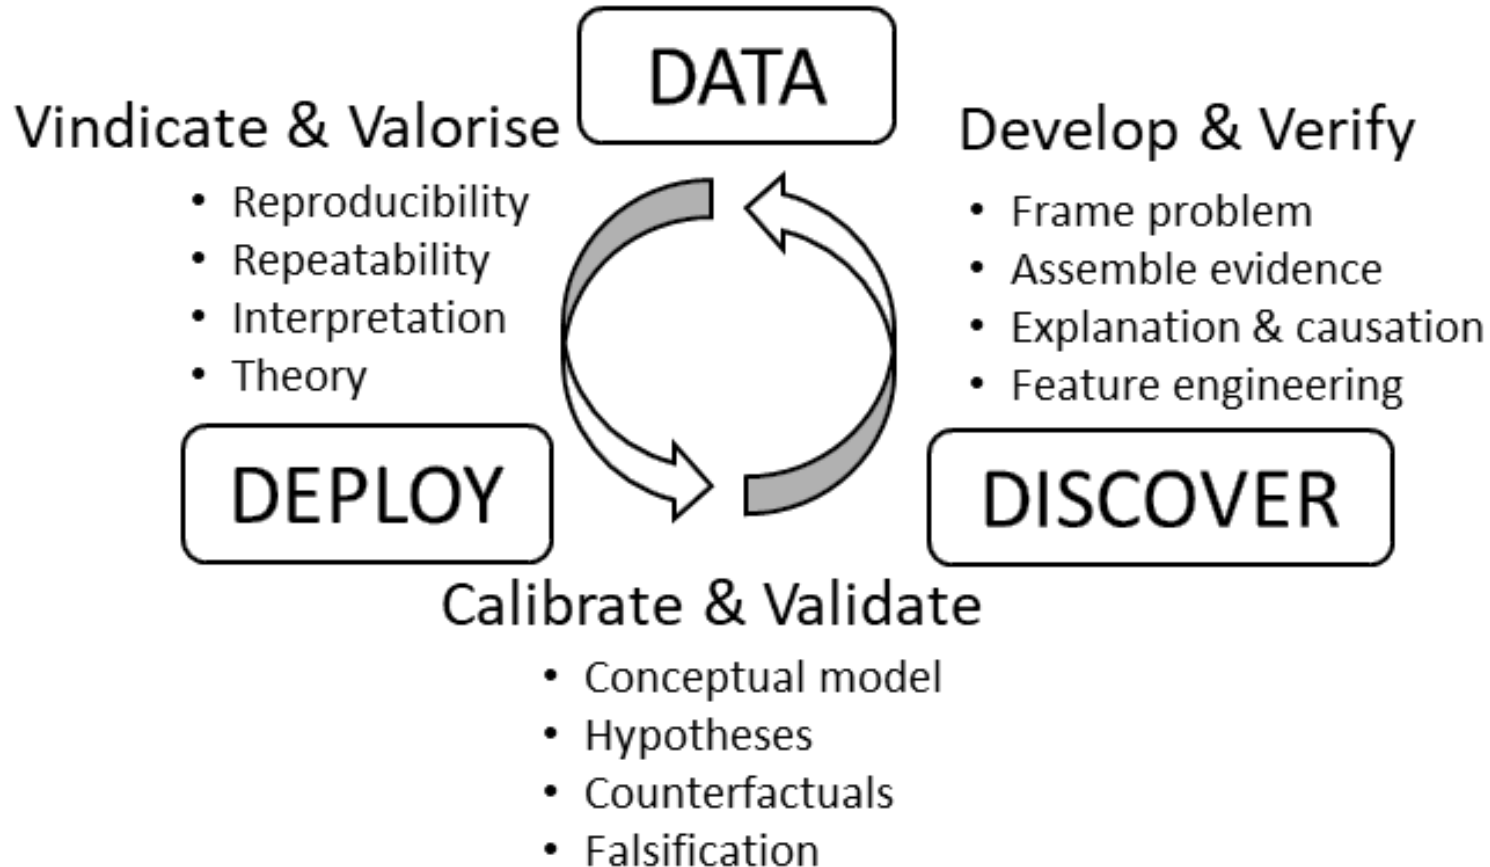 DATA
Vindicate & Valorise
• Reproducibility
• Repeatability
• Interpretation
• Theory
Develop & Verify
• Frame problem
• Assemble evidence
• Explanation & causation
• Feature engineering
DEPLOY
DISCOVER
Calibrate & Validate
• Conceptual model
• Hypotheses
• Counterfactuals
• Falsification